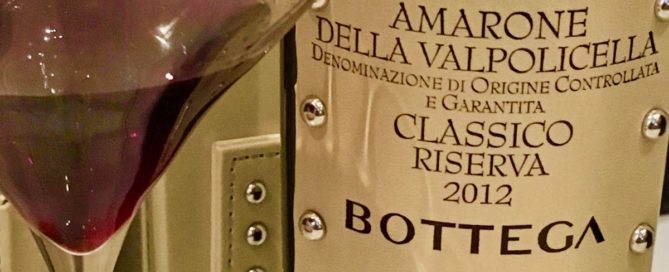 AMARONE
DELLA VALPOLICELLA
DENOMINAZIONE DI ORIGINE CONTROLLATA
E GARANTITA
CLASSICO
RISERVA
2012
BOTTEGA